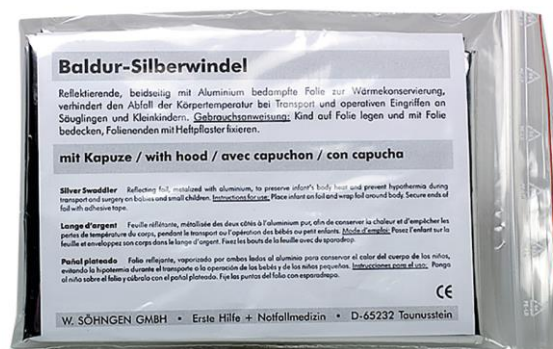 Baldur-Silberwindel
Reflektierende, beidseitig mit Aluminium bedampfte Folie zur Wärmekonservierung,
verhindert den Abfall der Körpertemperatur bei Transport und operativen Eingriffen an
Säuglingen und Kleinkindern. Gebrauchsanweisung: Kind auf Folie legen und mit Folie
bedecken, Folienenden mit Heftpflaster fixieren.
mit Kapuze / with hood / avec capuchon / con capucha
Silver Swaddler Reflecting foil, metalized with aluminium, to preserve infant's body heat and prevent hypothermia during
transport and surgery on babies and small children. Instructions for use: Place infant on foil and wrap foil around body. Secure ends of
foil with adhesive tape.
Lange d'argent Feuille réflétante, métallisée des deux côtés à l'aluminium pur, afin de conserver la chaleur et d'empêcher les
pertes de température du corps, pendant le transport ou l'opération des bébés ou petit enfants. Mode d'emploi: Posez l'enfant sur la
feuille et enveloppez son corps dans le lange d'argent. Fixez les bouts de la feuille avec du sparadrap.
Pañal plateado Folio reflejante, vaporizado por ambos lados al aluminio para conservar el calor del cuerpo de los niños,
evitando la hipotermia durante el transporte o la operación de los bebés y de los niños pequeños. Instrucciones para el uso: Ponga
al niño sobre el folio y cúbralo con el pañal plateado. Fije las puntas del folio con esparadrapo.
CE
W. SÖHNGEN GMBH • Erste Hilfe + Notfallmedizin • D-65232 Taunusstein